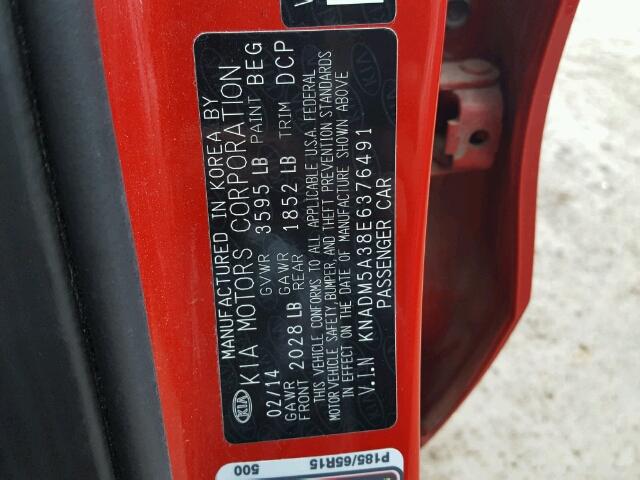 MANUFACTURED IN KOREA BY
KIA KIA MOTORS CORPORATION
02/14 GVWR 3595 LB PAINT BEG
GAWR FRONT 2028 LB GAWR REAR 1852 LB TRIM DCP
THIS VEHICLE CONFORMS TO ALL APPLICABLE U.S.A. FEDERAL
MOTOR VEHICLE SAFETY, BUMPER, AND THEFT PREVENTION STANDARDS
IN EFFECT ON THE DATE OF MANUFACTURE SHOWN ABOVE
V.I.N KNADM5A38E6376491
PASSENGER CAR
P185/65R15
500